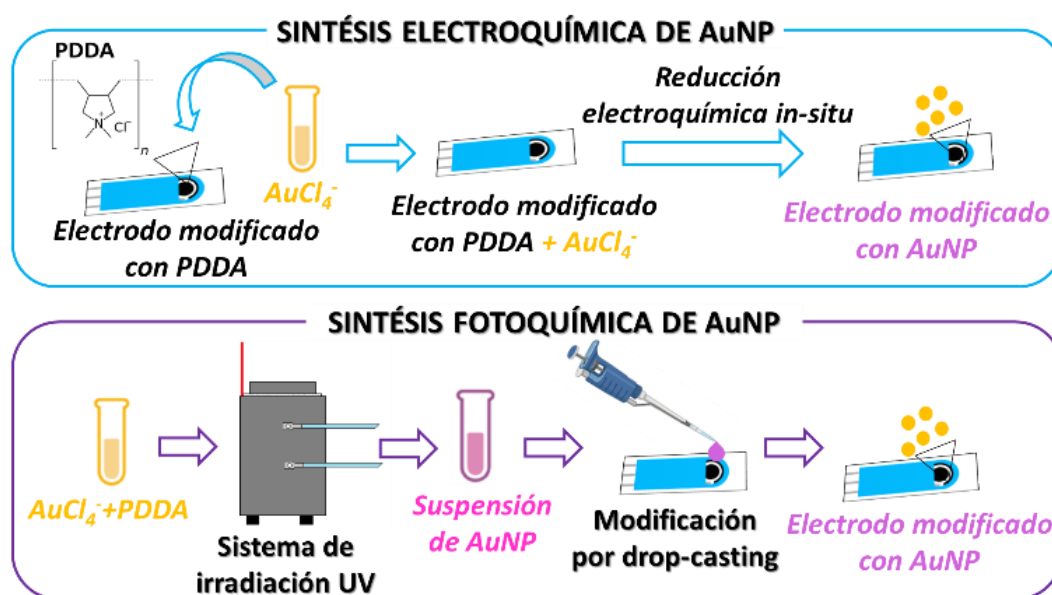 SINTÉSIS ELECTROQUÍMICA DE AuNP
PDDA
N⁺
Cl⁻
n
AuCl₄⁻
Electrodo modificado
con PDDA
Electrodo modificado
con PDDA + AuCl₄⁻
Reducción
electroquímica in-situ
Electrodo modificado
con AuNP
SINTÉSIS FOTOQUÍMICA DE AuNP
AuCl₄⁻+PDDA
Sistema de
irradiación UV
Suspensión
de AuNP
Modificación
por drop-casting
Electrodo modificado
con AuNP